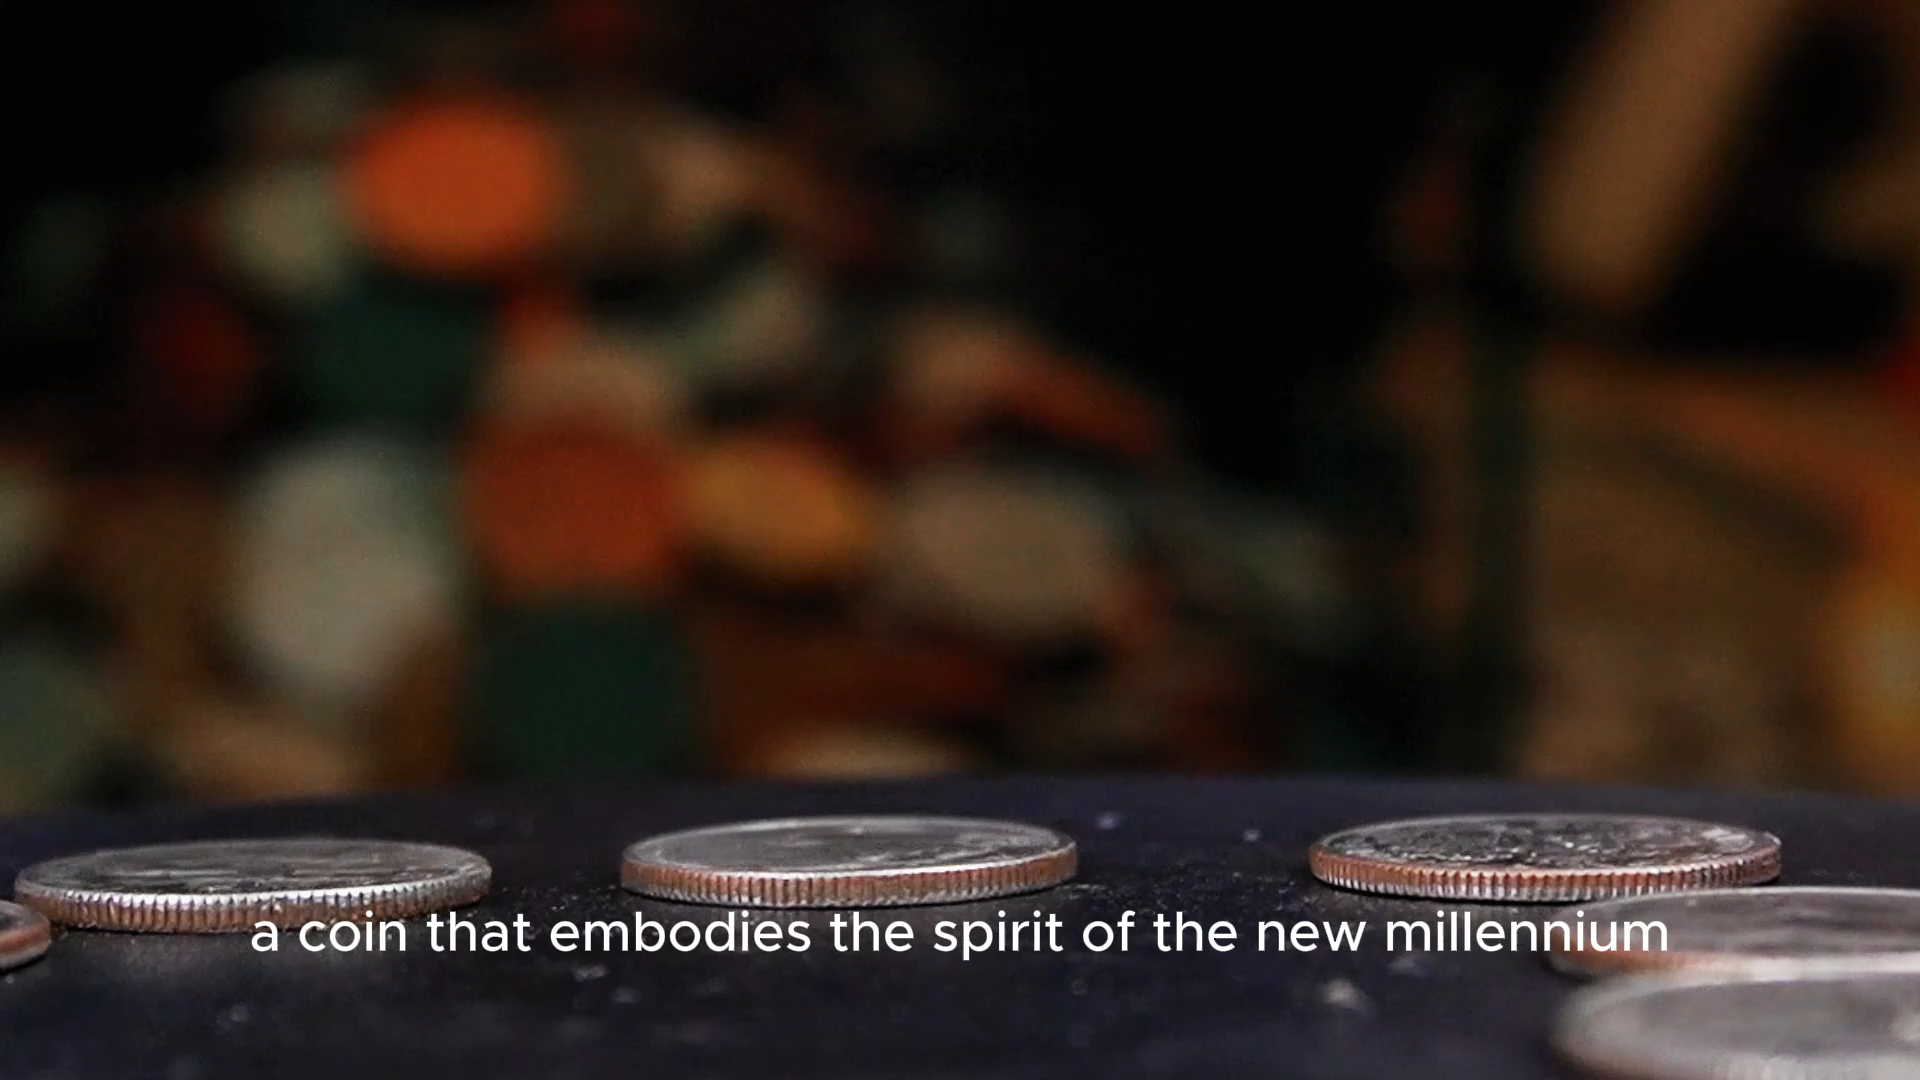 a coin that embodies the spirit of the new millennium